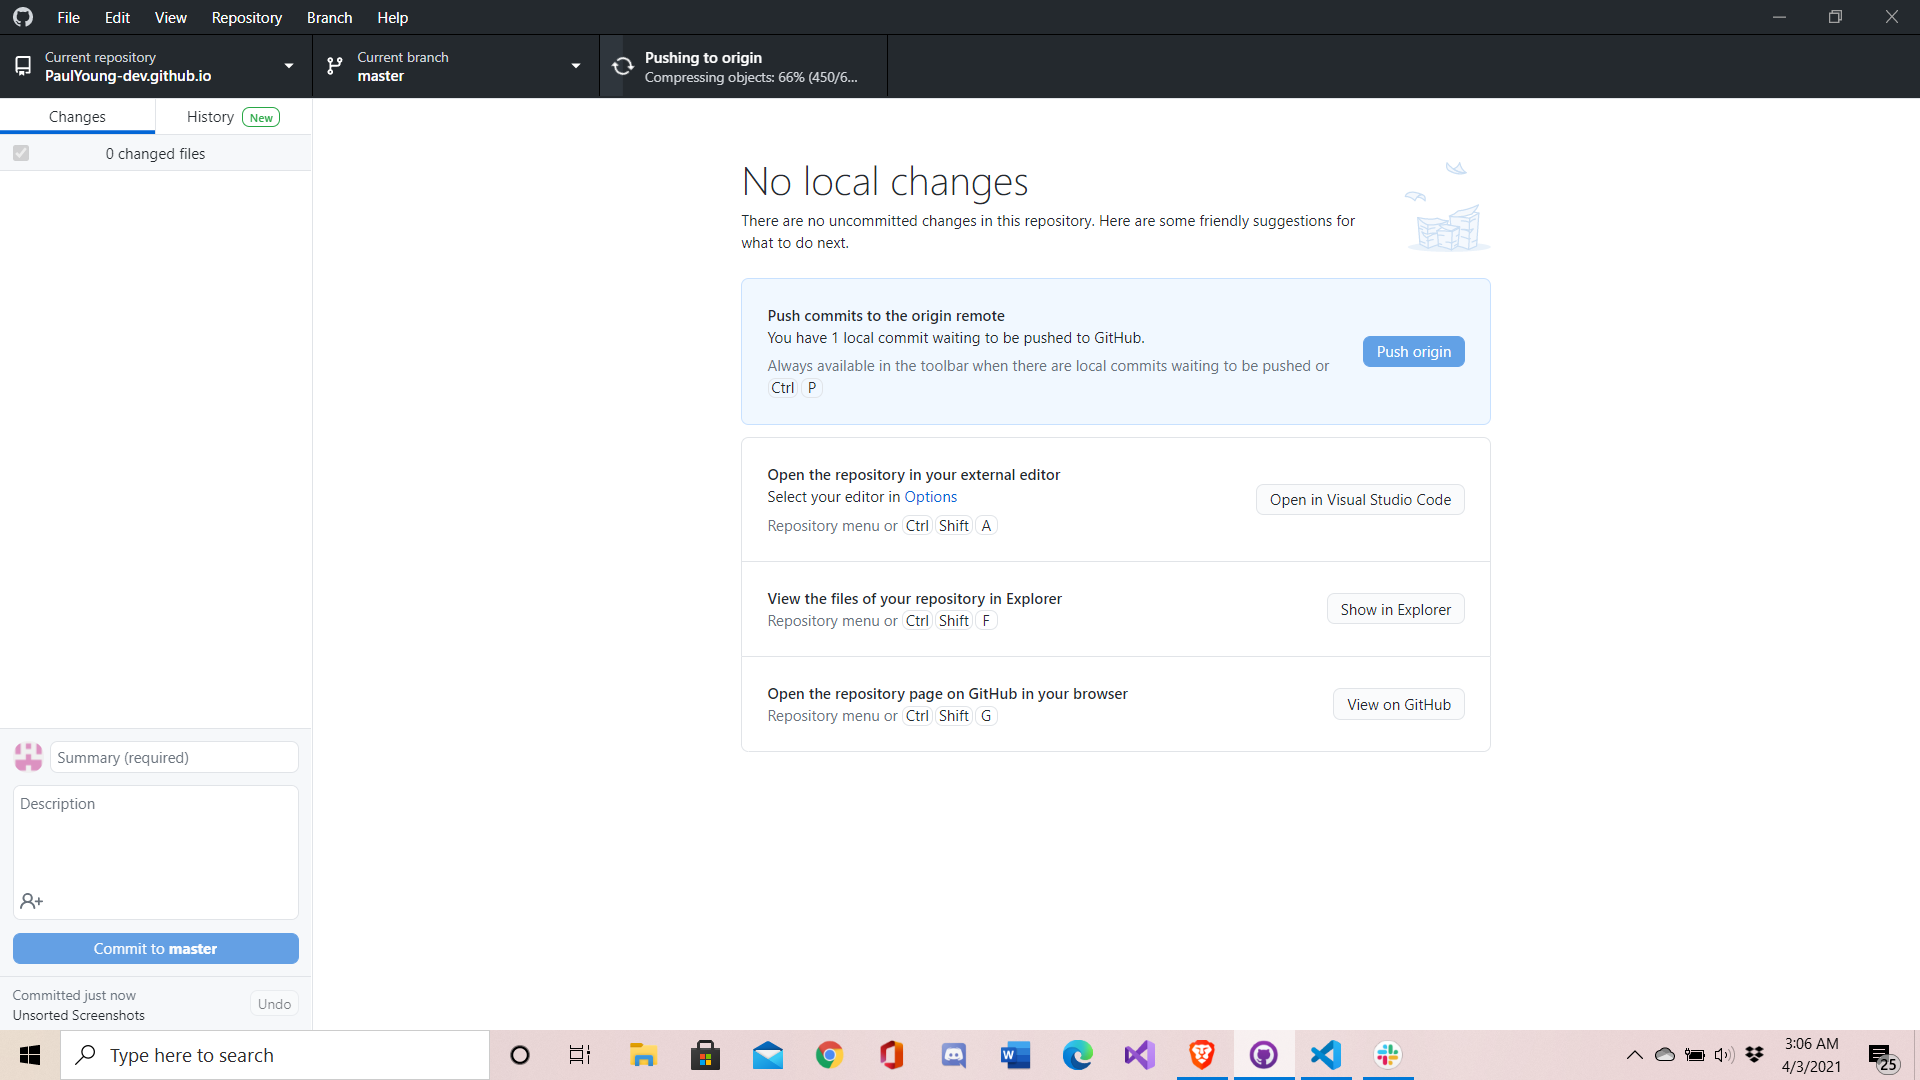 File Edit View Repository Branch Help
Current repository
PaulYoung-dev.github.io
Current branch
master
Pushing to origin
Compressing objects: 66% (450/6...
Changes
History New
0 changed files
No local changes
There are no uncommitted changes in this repository. Here are some friendly suggestions for
what to do next.
Push commits to the origin remote
You have 1 local commit waiting to be pushed to GitHub.
Always available in the toolbar when there are local commits waiting to be pushed or
Ctrl P
Push origin
Open the repository in your external editor
Select your editor in Options
Repository menu or Ctrl Shift A
Open in Visual Studio Code
View the files of your repository in Explorer
Repository menu or Ctrl Shift F
Show in Explorer
Open the repository page on GitHub in your browser
Repository menu or Ctrl Shift G
View on GitHub
Summary (required)
Description
Commit to master
Committed just now
Unsorted Screenshots
Undo
Type here to search
3:06 AM
4/3/2021
25